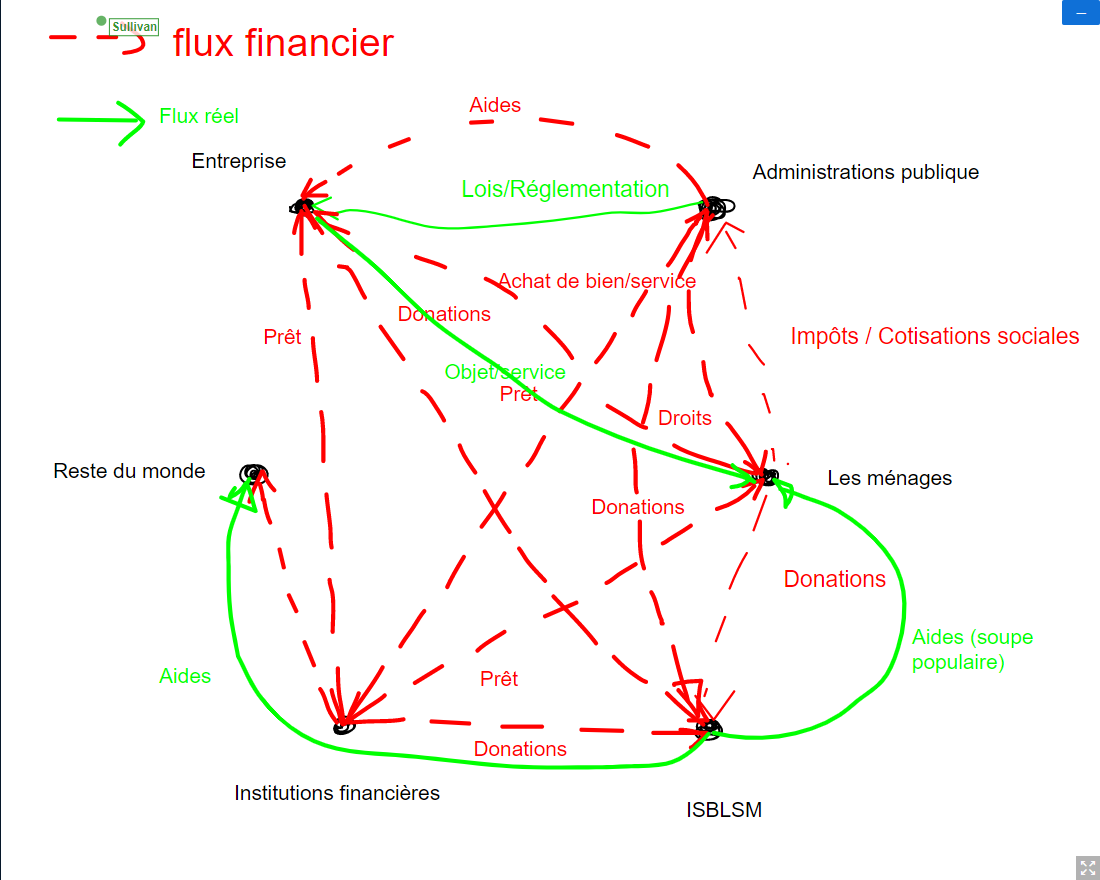 Sullivan
flux financier
Flux réel
Aides
Entreprise
Administrations publique
Lois/Réglementation
Achat de bien/service
Donations
Prêt
Impôts / Cotisations sociales
Objet/service
Prêt
Droits
Reste du monde
Les ménages
Donations
Donations
Aides (soupe
populaire)
Aides
Prêt
Donations
Institutions financières
ISBLSM